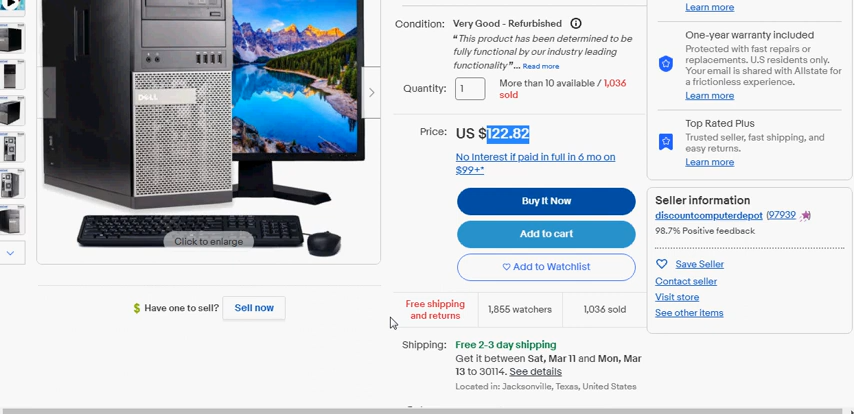 Condition: Very Good - Refurbished
“This product has been determined to
be fully functional by our industry leading
functionality”... Read more
Quantity: 1 More than 10 available / 1,036
sold
Price: US $122.82
No Interest if paid in full in 6 mo on
$99+*
Buy It Now
Add to cart
Add to Watchlist
Free shipping
and returns
1,855 watchers
1,036 sold
Shipping: Free 2-3 day shipping
Get it between Sat, Mar 11 and Mon, Mar
13 to 30114. See details
Located in: Jacksonville, Texas, United States
DELL
Click to enlarge
Have one to sell? Sell now
Learn more
One-year warranty included
Protected with fast repairs or
replacements. U.S residents only.
Your email is shared with Allstate for
a frictionless experience.
Learn more
Top Rated Plus
Trusted seller, fast shipping, and
easy returns.
Learn more
Seller information
discountcomputerdepot (97939
98.7% Positive feedback
Save Seller
Contact seller
Visit store
See other items